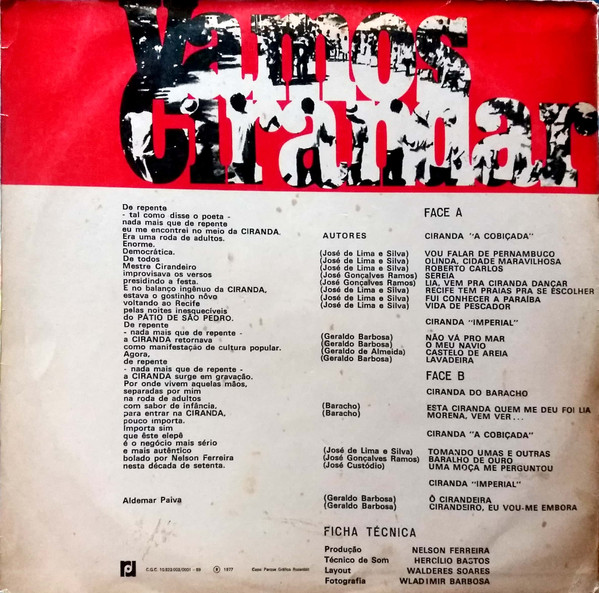 Vamos
Cirandar
De repente
- tal como disse o poeta -
nada mais que de repente
eu me encontrei no meio da CIRANDA.
Era uma roda de adultos.
Enorme.
Democrática.
De todos
Mestre Cirandeiro
improvisava os versos
presidindo a festa.
E no balanço ingênuo da CIRANDA,
estava o gostinho nôvo
voltando ao Recife
pelas noites inesquecíveis
do PÁTIO DE SÃO PEDRO.
De repente
- nada mais que de repente -
a CIRANDA retornava
como manifestação de cultura popular.
Agora,
de repente
- nada mais que de repente -
a CIRANDA surge em gravação.
Por onde vivem aquelas mãos,
separadas por mim
na roda de adultos
com sabor de infância,
para entrar na CIRANDA,
pouco importa.
Importa sim
que êste elepê
é o negócio mais sério
e mais autêntico
bolado por Nelson Ferreira
nesta década de setenta.
Aldemar Paiva
FACE A
AUTORES CIRANDA "A COBIÇADA"
(José de Lima e Silva) VOU FALAR DE PERNAMBUCO
(José de Lima e Silva) OLINDA, CIDADE MARAVILHOSA
(José de Lima e Silva) ROBERTO CARLOS
(José Gonçalves Ramos) SEREIA
(José Gonçalves Ramos) LIA, VEM PRA CIRANDA DANÇAR
(José de Lima e Silva) RECIFE TEM PRAIAS PRA SE ESCOLHER
(José de Lima e Silva) FUI CONHECER A PARAÍBA
(José de Lima e Silva) VIDA DE PESCADOR
CIRANDA "IMPERIAL"
(Geraldo Barbosa) NÃO VÁ PRO MAR
(Geraldo Barbosa) O MEU NAVIO
(Geraldo de Almeida) CASTELO DE AREIA
(Geraldo Barbosa) LAVADEIRA
FACE B
CIRANDA DO BARACHO
(Baracho) ESTA CIRANDA QUEM ME DEU FOI LIA
(Baracho) MORENA, VEM VER...
CIRANDA "A COBIÇADA"
(José de Lima e Silva) TOMANDO UMAS E OUTRAS
(José Gonçalves Ramos) BARALHO DE OURO
(José Custódio) UMA MOÇA ME PERGUNTOU
CIRANDA "IMPERIAL"
(Geraldo Barbosa) Ô CIRANDEIRA
(Geraldo Barbosa) CIRANDEIRO, EU VOU-ME EMBORA
FICHA TÉCNICA
Produção NELSON FERREIRA
Técnico de Som HERCÍLIO BASTOS
Layout WALDERES SOARES
Fotografia WLADIMIR BARBOSA
℗ 1977